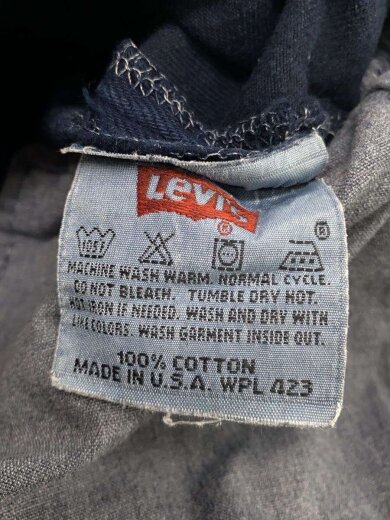 Levi's
®
105°
®
MACHINE WASH WARM. NORMAL CYCLE.
DO NOT BLEACH. TUMBLE DRY HOT.
HOT IRON IF NEEDED. WASH AND DRY WITH
LIKE COLORS. WASH GARMENT INSIDE OUT.
100% COTTON
MADE IN U.S.A. WPL 423